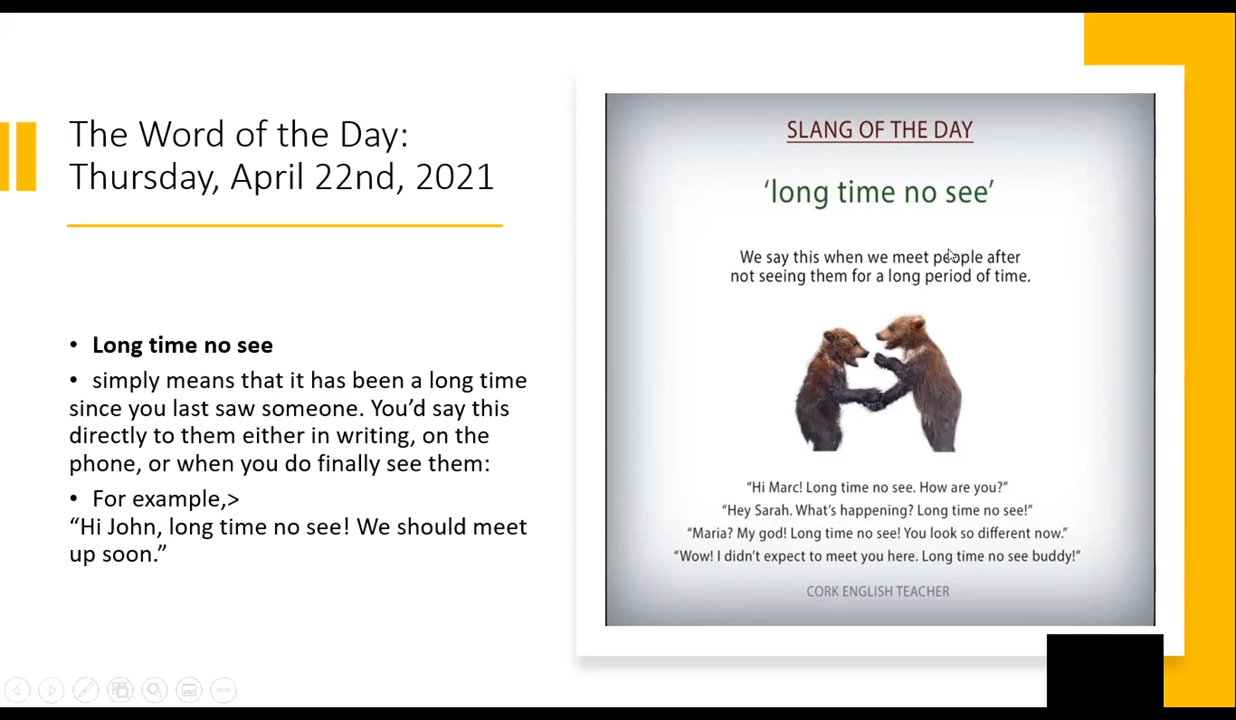 The Word of the Day:
Thursday, April 22nd, 2021
• Long time no see
• simply means that it has been a long time
since you last saw someone. You’d say this
directly to them either in writing, on the
phone, or when you do finally see them:
• For example,>
“Hi John, long time no see! We should meet
up soon.”
SLANG OF THE DAY
‘long time no see’
We say this when we meet people after
not seeing them for a long period of time.
“Hi Marc! Long time no see. How are you?”
“Hey Sarah. What’s happening? Long time no see!”
“Maria? My god! Long time no see! You look so different now.”
“Wow! I didn’t expect to meet you here. Long time no see buddy!”
CORK ENGLISH TEACHER